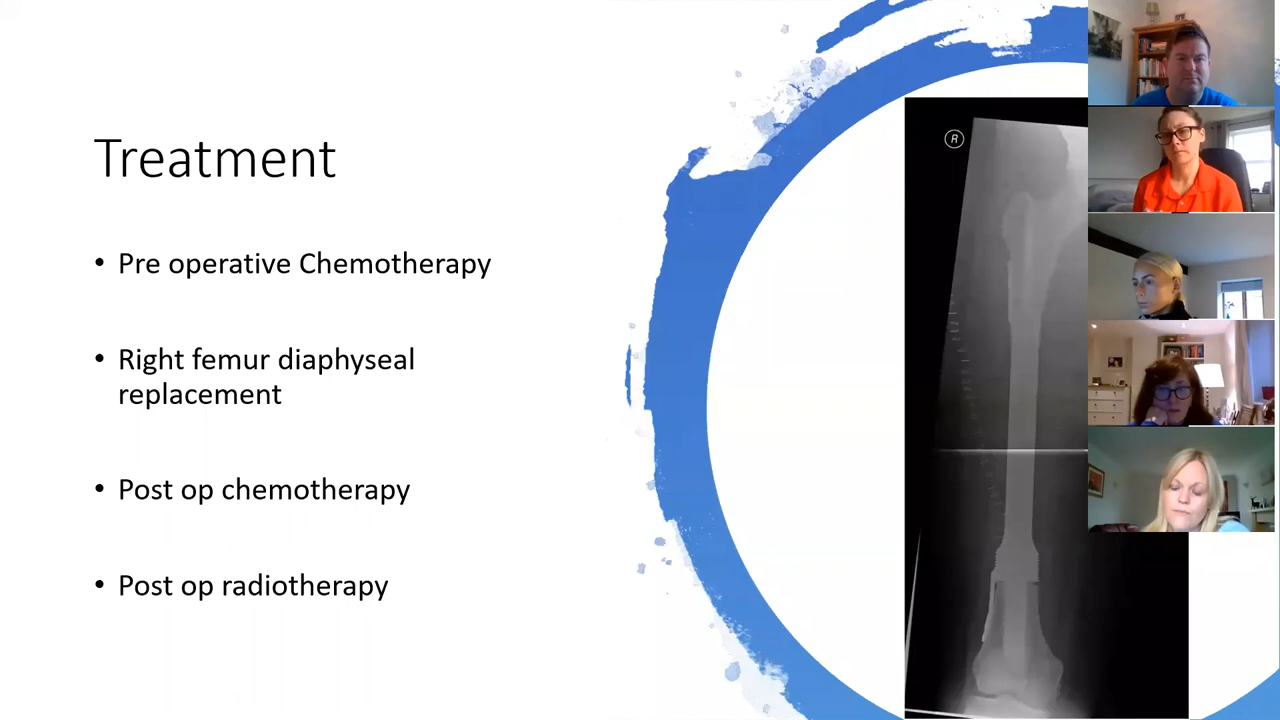 Treatment
• Pre operative Chemotherapy
• Right femur diaphyseal
replacement
• Post op chemotherapy
• Post op radiotherapy
R